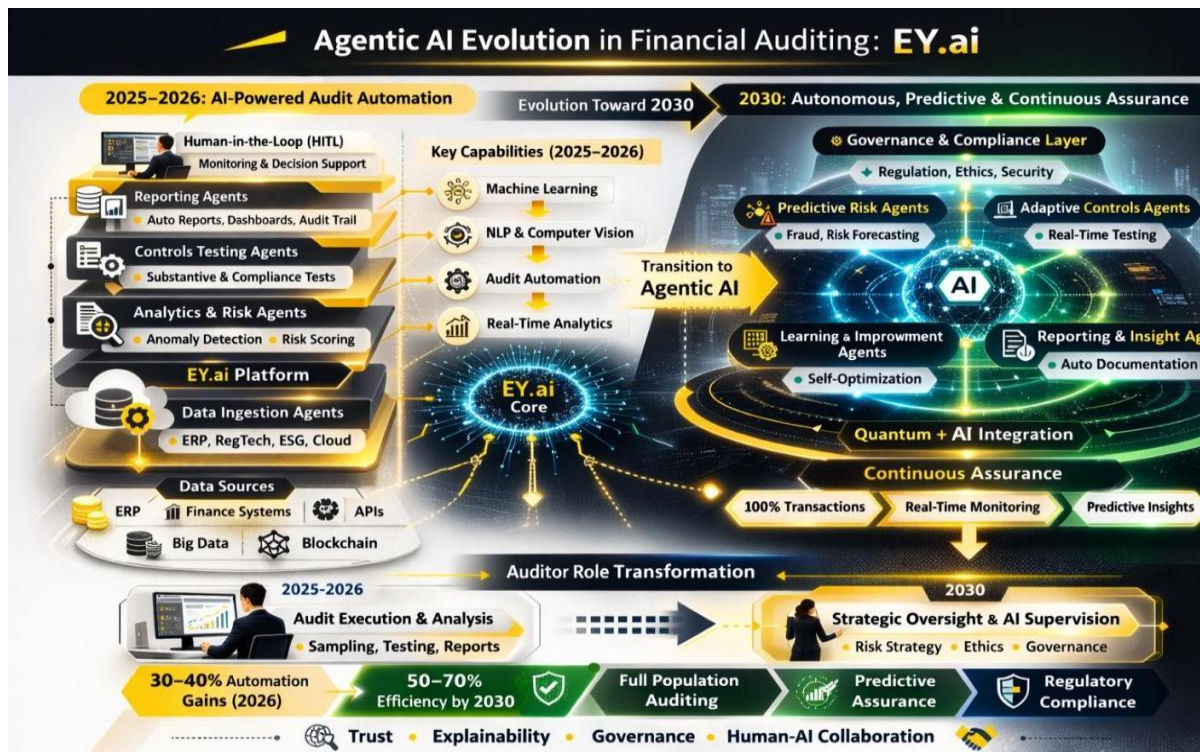 Agentic AI Evolution in Financial Auditing: EY.ai
2025–2026: AI-Powered Audit Automation
Evolution Toward 2030
2030: Autonomous, Predictive & Continuous Assurance
Human-in-the-Loop (HITL)
Monitoring & Decision Support
Reporting Agents
Auto Reports, Dashboards, Audit Trail
Controls Testing Agents
Substantive & Compliance Tests
Analytics & Risk Agents
Anomaly Detection • Risk Scoring
EY.ai Platform
Data Ingestion Agents
ERP, RegTech, ESG, Cloud
Data Sources
ERP
Finance Systems
APIs
Big Data
Blockchain
Key Capabilities (2025–2026)
Machine Learning
NLP & Computer Vision
Audit Automation
Real-Time Analytics
EY.ai
Core
Transition to
Agentic AI
Governance & Compliance Layer
Regulation, Ethics, Security
Predictive Risk Agents
Fraud, Risk Forecasting
Adaptive Controls Agents
Real-Time Testing
AI
Learning & Improwment
Agents
Self-Optimization
Reporting & Insight Ag
Auto Documentation
Quantum + AI Integration
Continuous Assurance
100% Transactions
Real-Time Monitoring
Predictive Insights
Auditor Role Transformation
2025-2026
Audit Execution & Analysis
Sampling, Testing, Reports
2030
Strategic Oversight & AI Supervision
Risk Strategy • Ethics • Governance
30–40% Automation
Gains (2026)
50–70%
Efficiency by 2030
Full Population
Auditing
Predictive
Assurance
Regulatory
Compliance
Trust • Explainability • Governance • Human-AI Collaboration